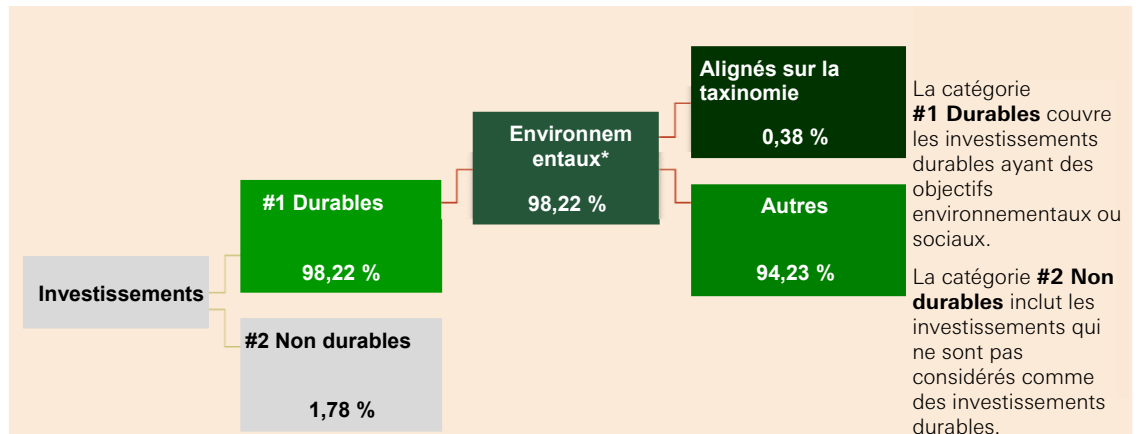 Investissements
#1 Durables
98,22 %
#2 Non durables
1,78 %
Environnem
entaux*
98,22 %
Alignés sur la
taxinomie
0,38 %
Autres
94,23 %
La catégorie
#1 Durables couvre
les investissements
durables ayant des
objectifs
environnementaux ou
sociaux.
La catégorie #2 Non
durables inclut les
investissements qui
ne sont pas
considérés comme
des investissements
durables.